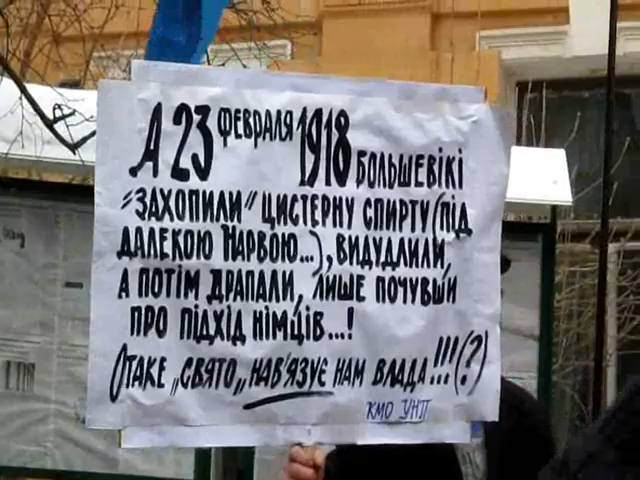 А 23 ФЕВРАЛЯ 1918 БОЛЬШЕВІКІ
"ЗАХОПИЛИ" ЦИСТЕРНУ СПИРТУ (ПІД
ДАЛЕКОЮ НАРВОЮ...), ВИДУДЛИЛИ,
А ПОТІМ ДРАПАЛИ, ЛИШЕ ПОЧУВШИ
ПРО ПІДХІД НІМЦІВ...!
ОТАКЕ „СВЯТО„ НАВ'ЯЗУЄ НАМ ВЛАДА!!!(?)
КМО УНП